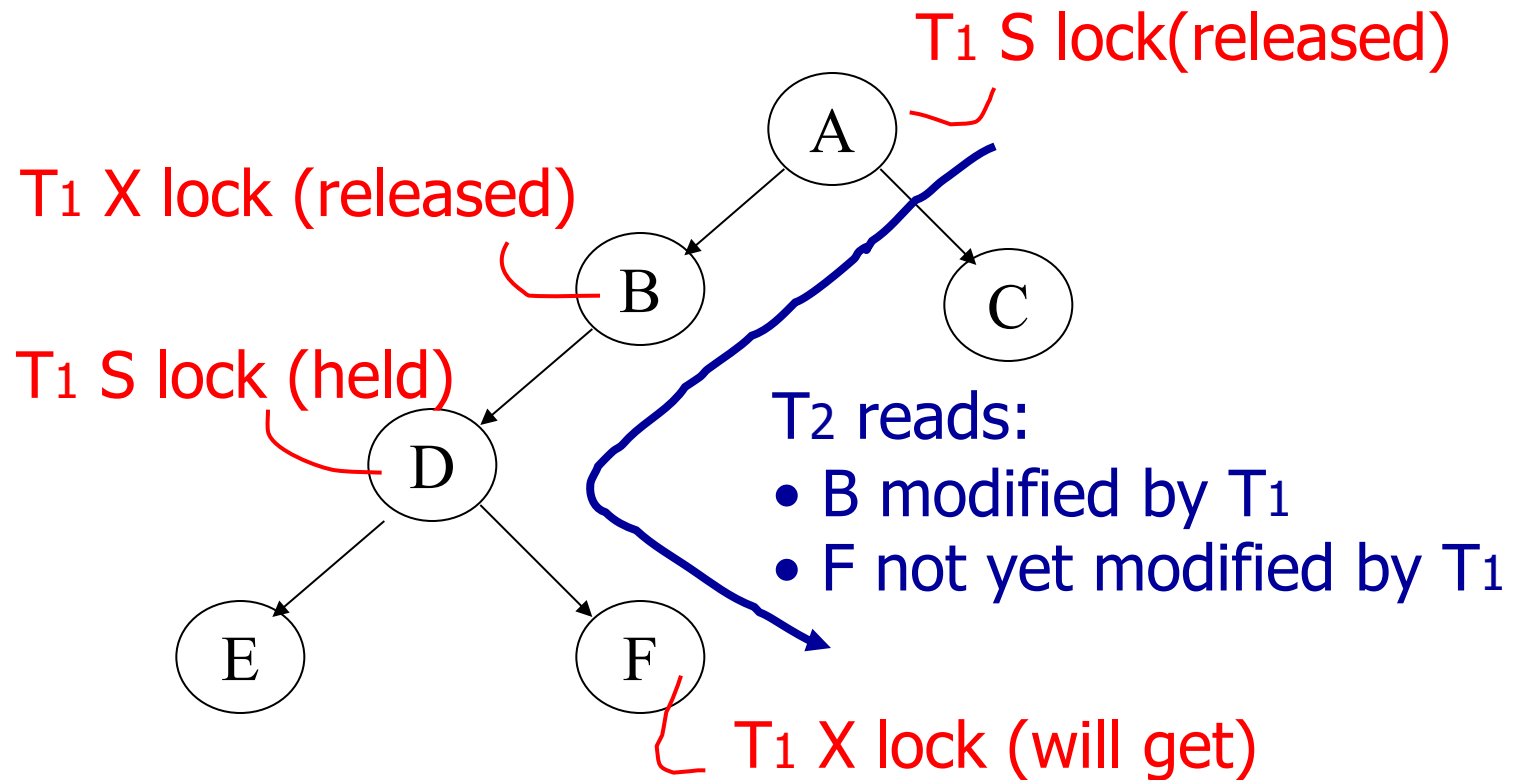 T1 S lock(released)
A
T1 X lock (released)
B
C
T1 S lock (held)
D
T2 reads:
• B modified by T1
• F not yet modified by T1
E
F
T1 X lock (will get)